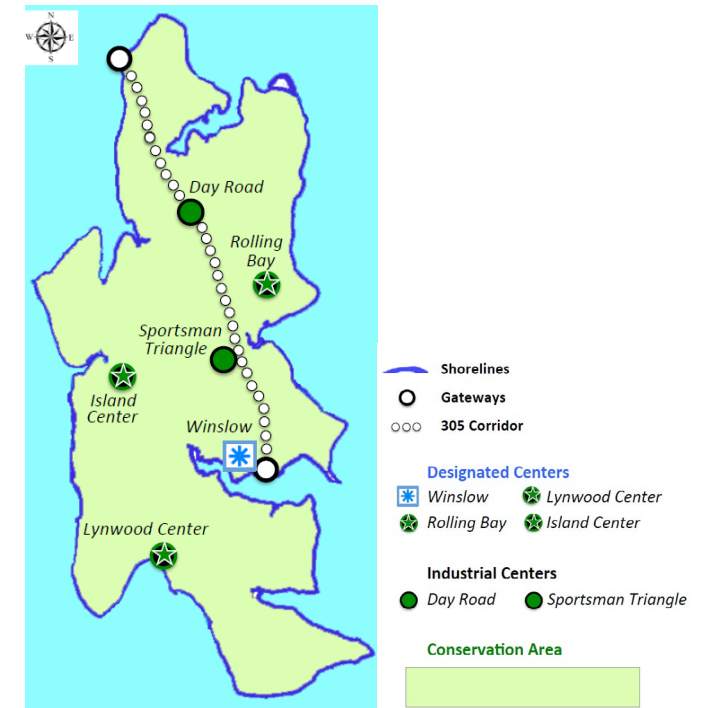 N
W E
S
Day Road
Rolling
Bay
Sportsman
Triangle
Island
Center
Winslow
Lynwood Center
Shorelines
Gateways
305 Corridor
Designated Centers
Winslow Lynwood Center
Rolling Bay Island Center
Industrial Centers
Day Road Sportsman Triangle
Conservation Area